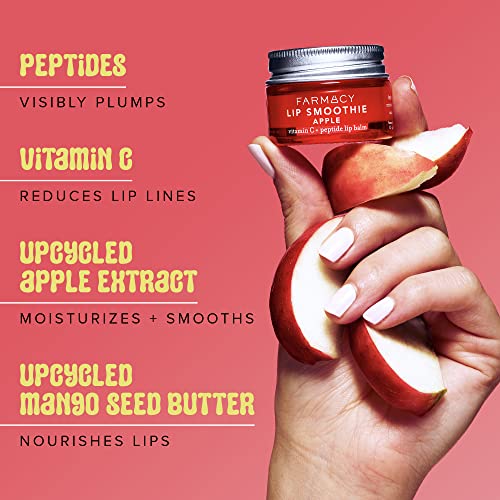 PEPTIDES
VISIBLY PLUMPS
VITAMIN C
REDUCES LIP LINES
UPCYCLED
APPLE EXTRACT
MOISTURIZES + SMOOTHS
UPCYCLED
MANGO SEED BUTTER
NOURISHES LIPS
FARMACY
LIP SMOOTHIE
APPLE
vitamin C + peptide lip balm